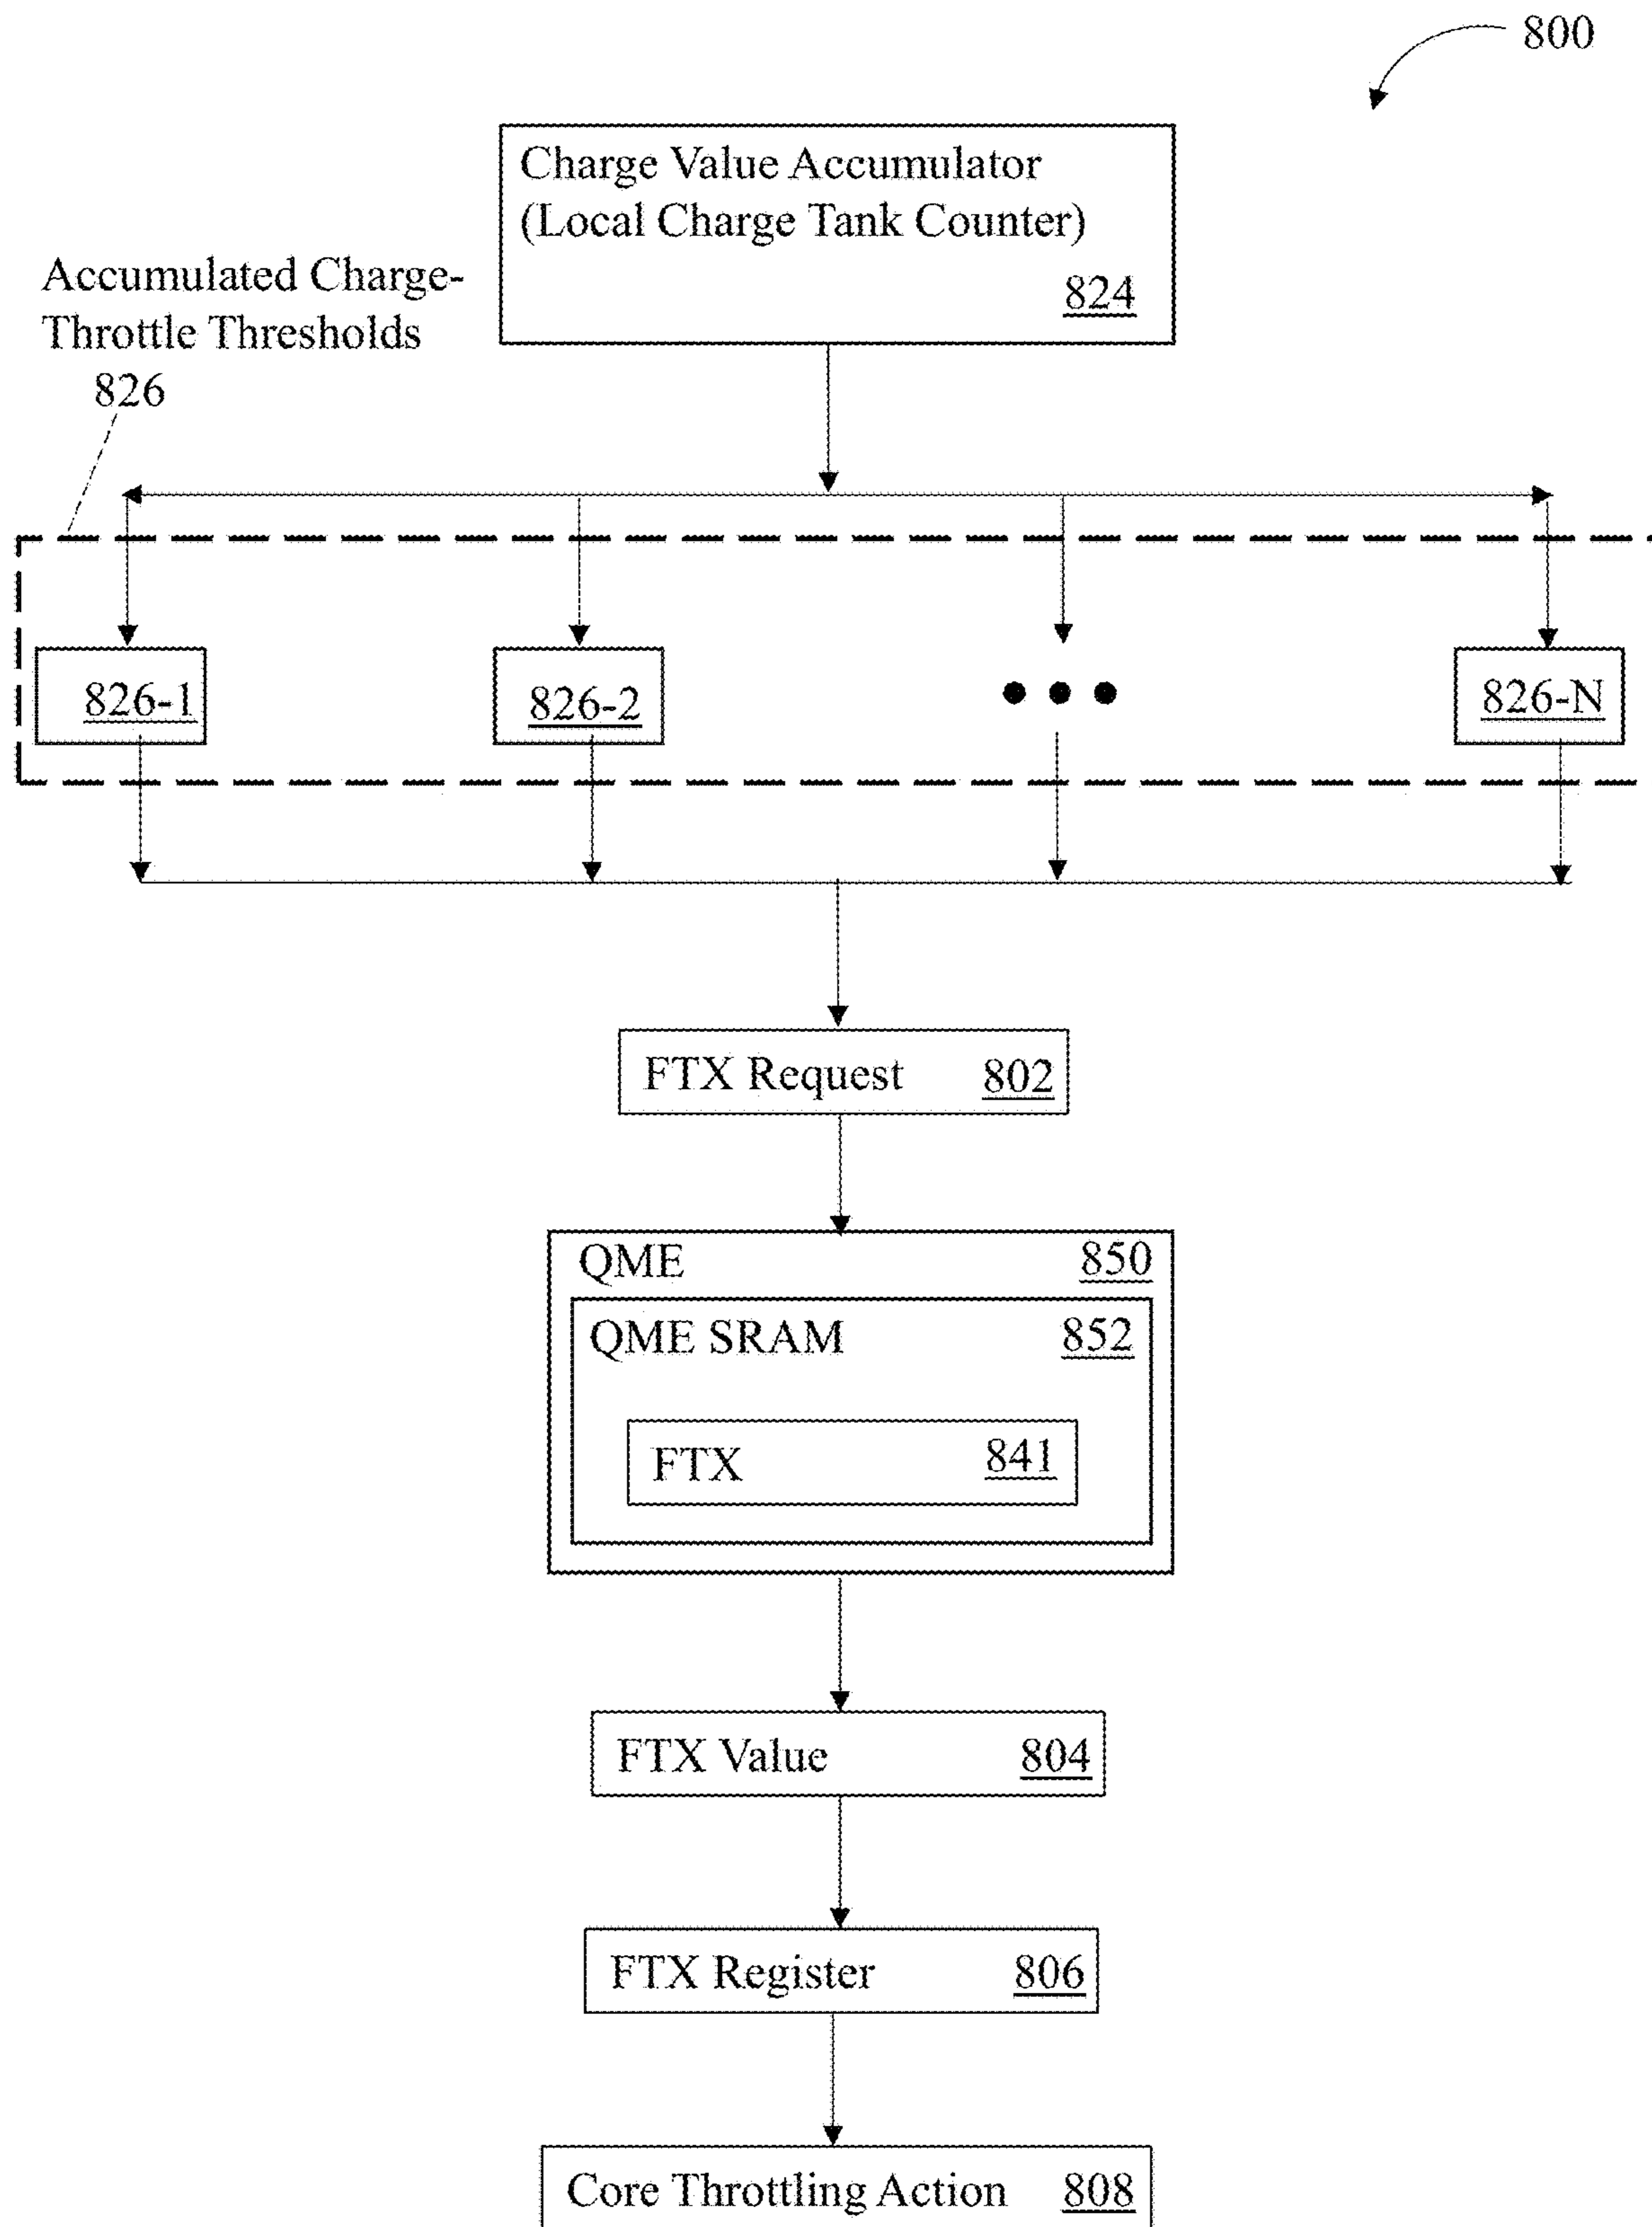 800
Charge Value Accumulator
(Local Charge Tank Counter)
824
Accumulated Charge-
Throttle Thresholds
826
826-1
826-2
826-N
FTX Request 802
QME 850
QME SRAM 852
FTX 841
FTX Value 804
FTX Register 806
Core Throttling Action 808